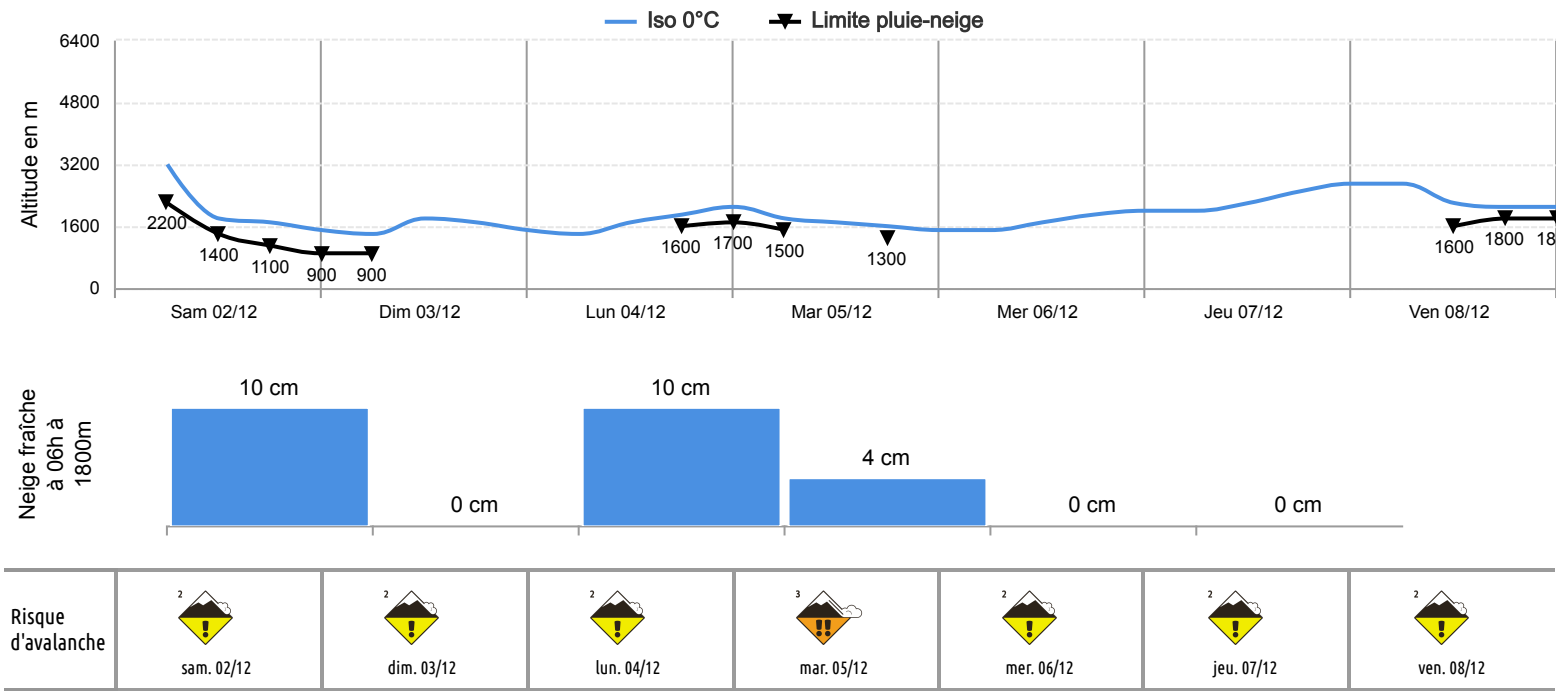 Iso 0°C Limite pluie-neige
Altitude en m
6400
4800
3200
1600
0
2200 1400 1100 900 900 1600 1700 1500 1300 1600 1800 18
Sam 02/12 Dim 03/12 Lun 04/12 Mar 05/12 Mer 06/12 Jeu 07/12 Ven 08/12
Neige fraîche
à 06h à
1800m
10 cm 0 cm 10 cm 4 cm 0 cm 0 cm
Risque
d'avalanche
2 2 2 3 2 2 2
! ! ! !! ! ! !
sam. 02/12 dim. 03/12 lun. 04/12 mar. 05/12 mer. 06/12 jeu. 07/12 ven. 08/12